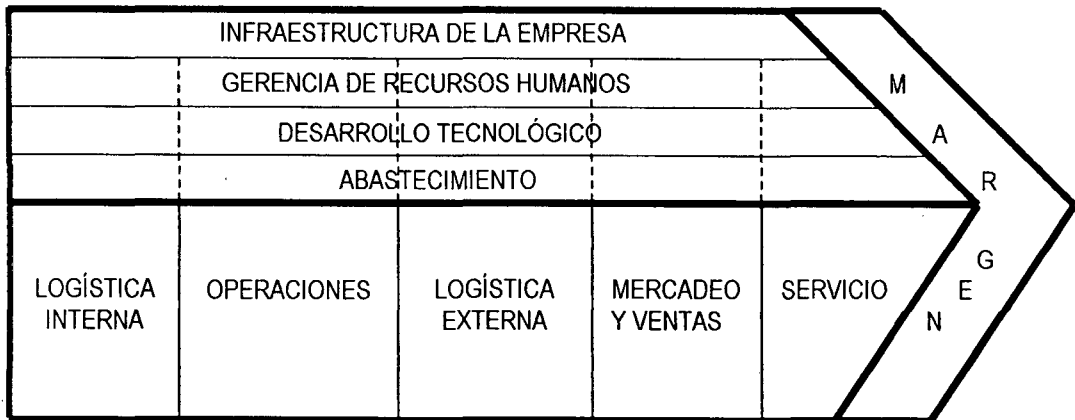 INFRAESTRUCTURA DE LA EMPRESA
GERENCIA DE RECURSOS HUMANOS
DESARROLLO TECNOLÓGICO
ABASTECIMIENTO
LOGÍSTICA
INTERNA
OPERACIONES
LOGÍSTICA
EXTERNA
MERCADEO
Y VENTAS
SERVICIO
MARGEN